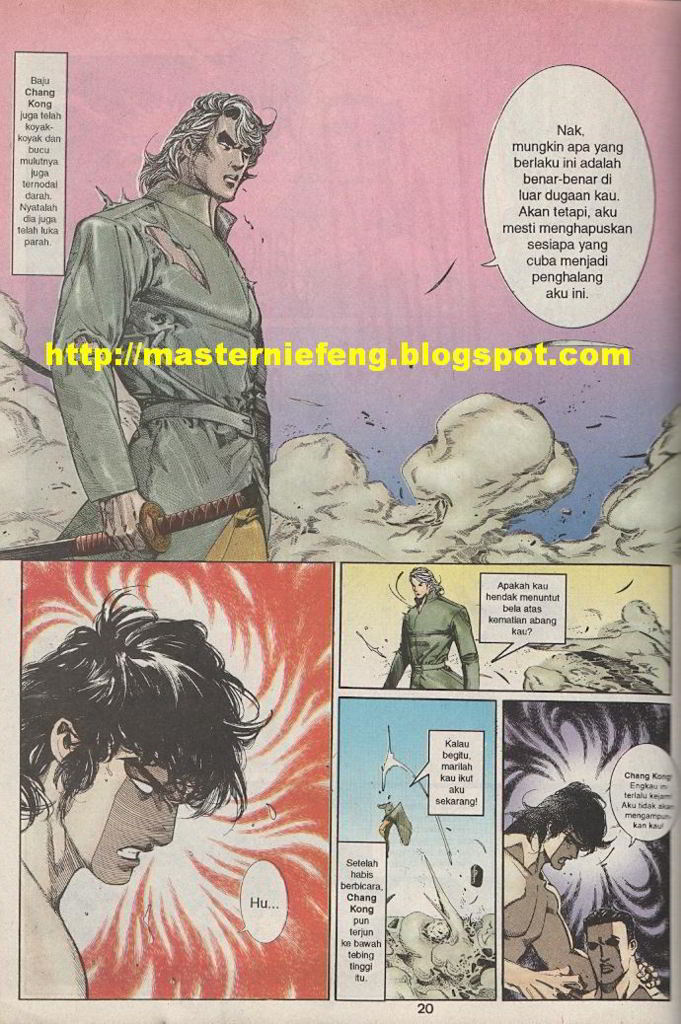 Baju
Chang
Kong
juga telah
koyak-
koyak dan
bucu
mulutnya
juga
ternodai
darah.
Nyatalah
dia juga
telah luka
parah.
Nak,
mungkin apa yang
berlaku ini adalah
benar-benar di
luar dugaan kau.
Akan tetapi, aku
mesti menghapuskan
sesiapa yang
cuba menjadi
penghalang
aku ini.
http://masterniefeng.blogspot.com
Hu...
Apakah kau
hendak menuntut
bela atas
kematian abang
kau?
Kalau
begitu,
marilah
kau ikut
aku
sekarang!
Setelah
habis
berbicara,
Chang
Kong
pun
terjun
ke bawah
tebing
tinggi
itu.
Chang Kong!
Engkau ini
terlalu kejam!
Aku tidak akan
mengampun-
kan kau!
20